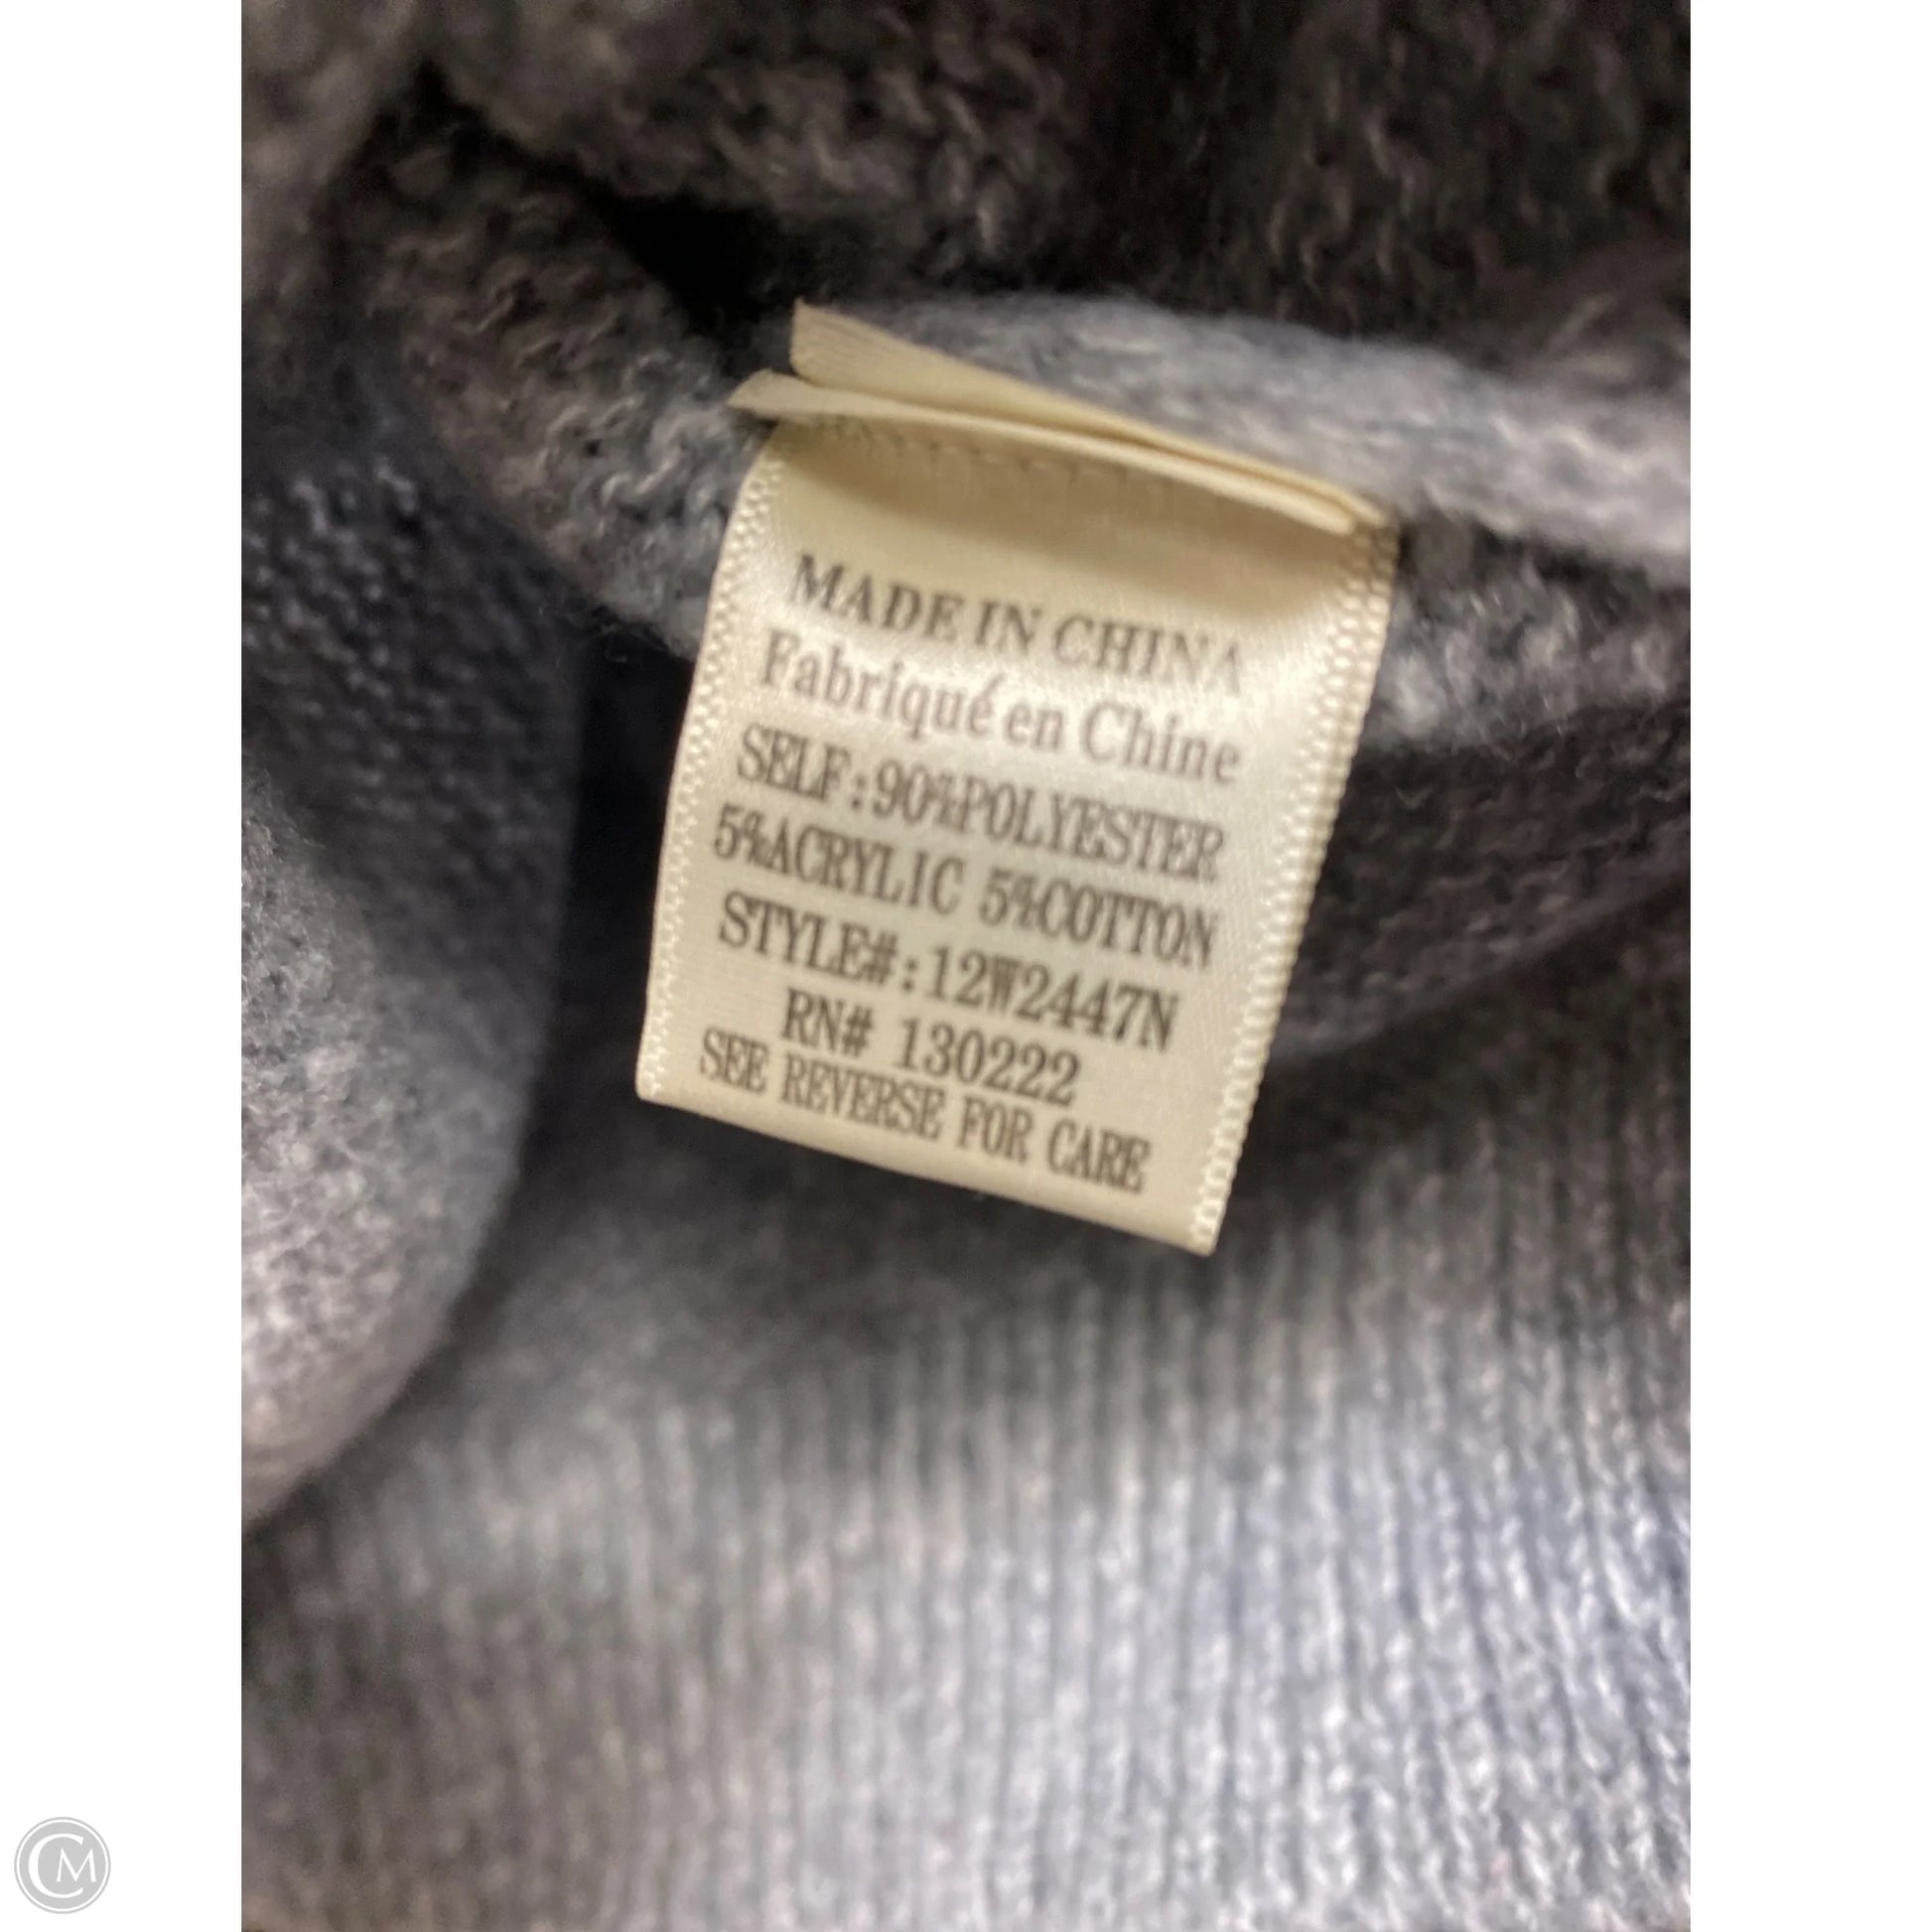 MADE IN CHINA
Fabriqué en Chine
SELF:90%POLYESTER
5%ACRYLIC 5%COTTON
STYLE#:12W2447N
RN# 130222
SEE REVERSE FOR CARE
CM